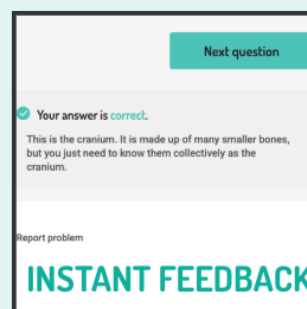 Next question
Your answer is correct.
This is the cranium. It is made up of many smaller bones,
but you just need to know them collectively as the
cranium.
Report problem
INSTANT FEEDBACK